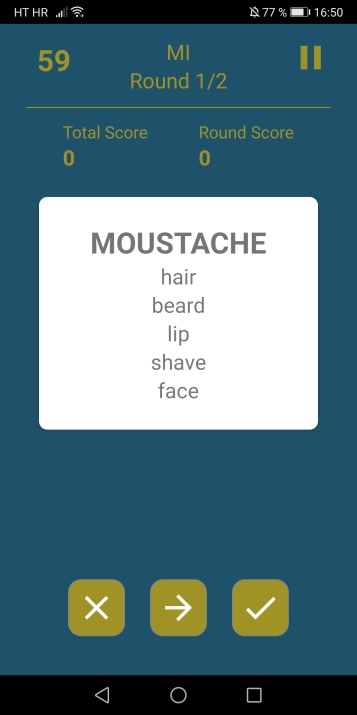 HT HR 77 % 16:50
59
MI
Round 1/2
Total Score
Round Score
0
0
MOUSTACHE
hair
beard
lip
shave
face